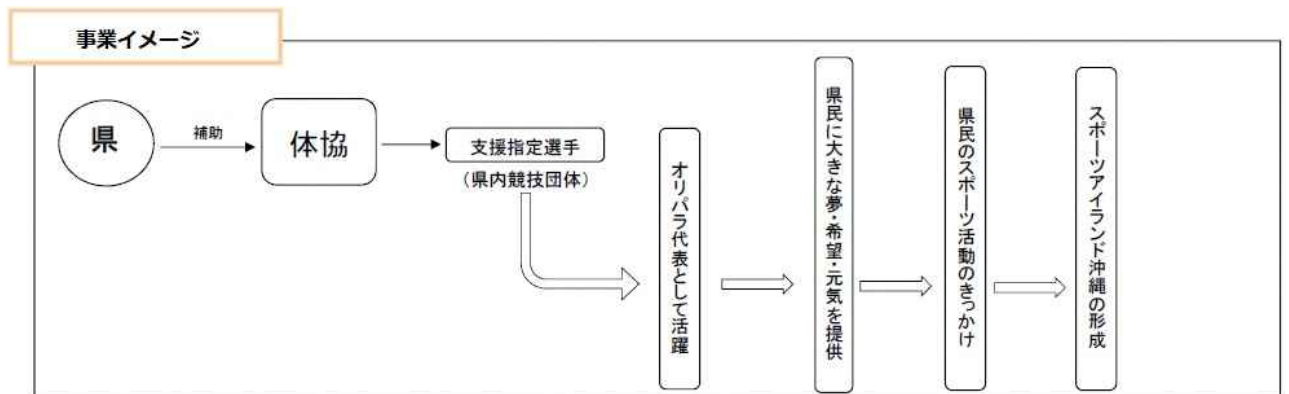 事業イメージ
県
補助
体協
支援指定選手
（県内競技団体）
オリパラ代表として活躍
県民に大きな夢・希望・元気を提供
県民のスポーツ活動のきっかけ
スポーツアイランド沖縄の形成